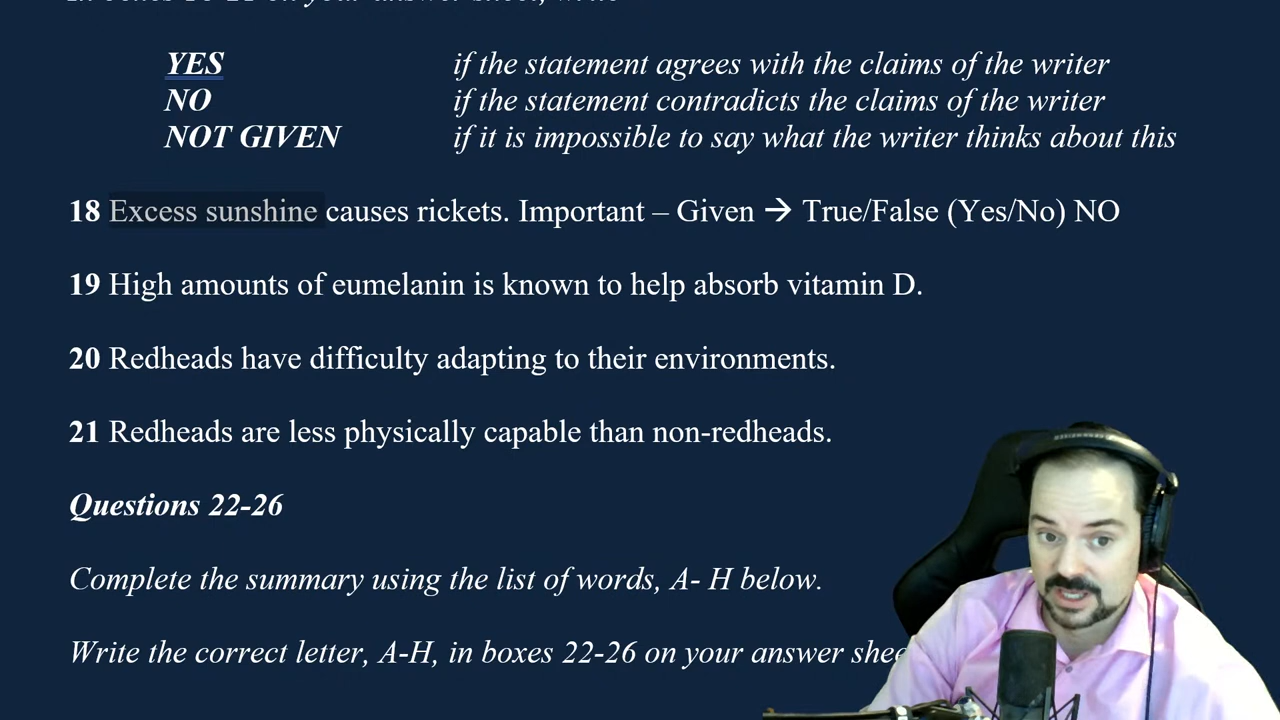 YES if the statement agrees with the claims of the writer
NO if the statement contradicts the claims of the writer
NOT GIVEN if it is impossible to say what the writer thinks about this
18 Excess sunshine causes rickets. Important – Given → True/False (Yes/No) NO
19 High amounts of eumelanin is known to help absorb vitamin D.
20 Redheads have difficulty adapting to their environments.
21 Redheads are less physically capable than non-redheads.
Questions 22-26
Complete the summary using the list of words, A- H below.
Write the correct letter, A-H, in boxes 22-26 on your answer